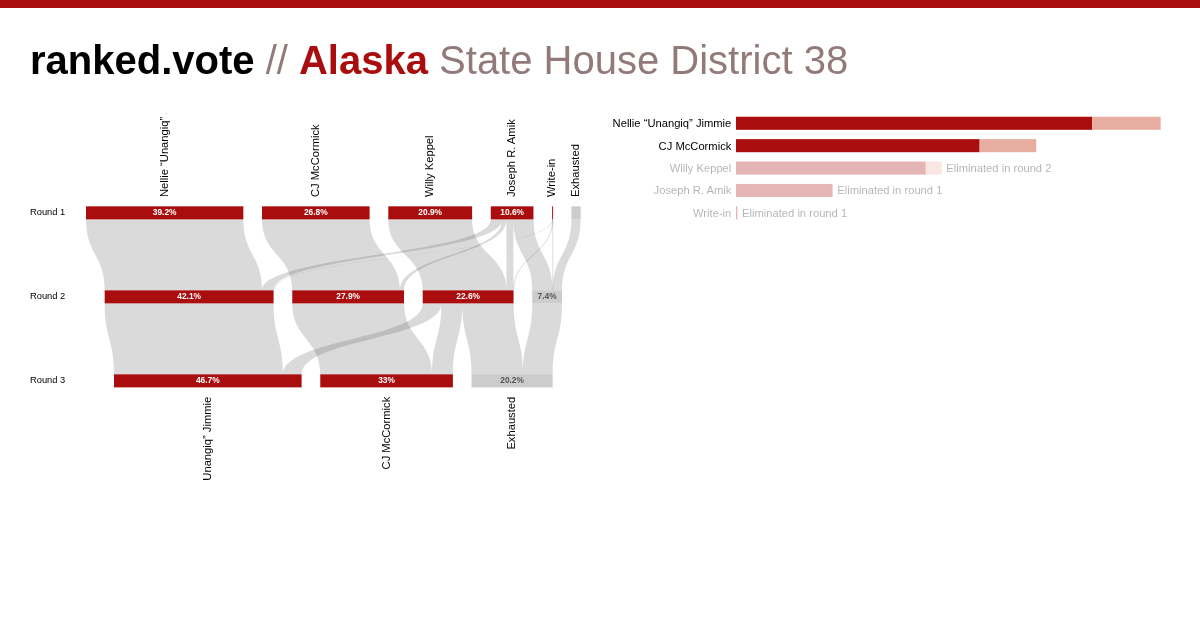 ranked.vote // Alaska State House District 38
Nellie “Unangiq”
CJ McCormick
Willy Keppel
Joseph R. Amik
Write-in
Exhausted
Round 1
39.2%
26.8%
20.9%
10.6%
Round 2
42.1%
27.9%
22.6%
7.4%
Round 3
46.7%
33%
20.2%
Unangiq” Jimmie
CJ McCormick
Exhausted
Nellie “Unangiq” Jimmie
CJ McCormick
Willy Keppel Eliminated in round 2
Joseph R. Amik Eliminated in round 1
Write-in Eliminated in round 1